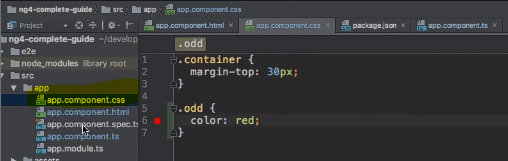 ng4-complete-guide src app app.component.css
Project app.component.html app.component.css package.json app.component.ts
ng4-complete-guide ~/develop
e2e
node_modules library root
src
app
app.component.css
app.component.html
app.component.spec.ts
app.component.ts
app.module.ts
assets
.odd
1 .container {
2 margin-top: 30px;
3 }
4
5 .odd {
6 color: red;
7 }